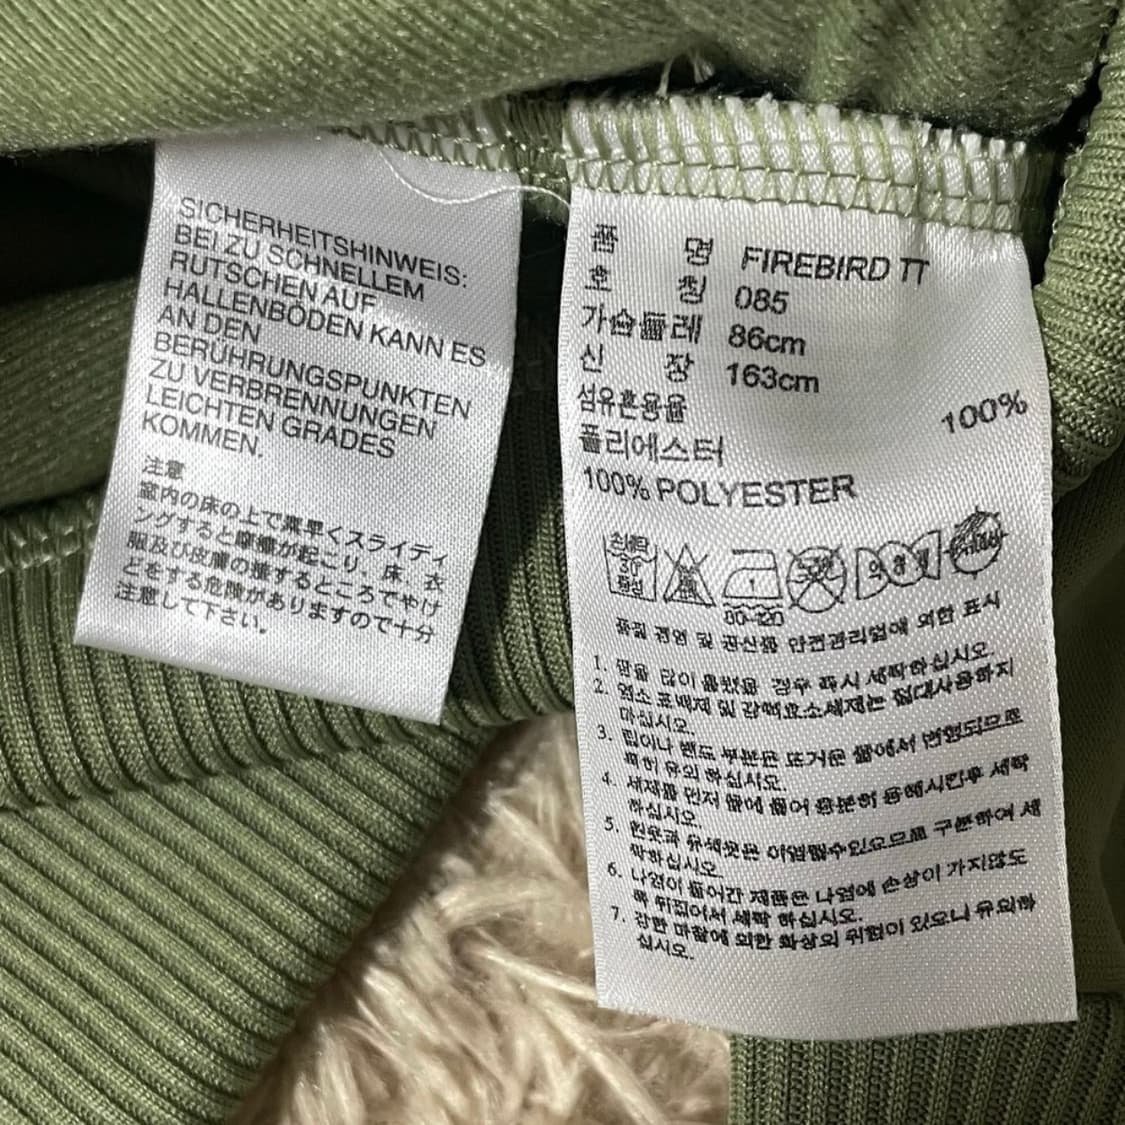 SICHERHEITSHINWEIS:
BEI ZU SCHNELLEM
RUTSCHEN AUF
HALLENBÖDEN KANN ES
AN DEN
BERÜHRUNGSPUNKTEN
ZU VERBRENNUNGEN
LEICHTEN GRADES
KOMMEN.
注意
室内の床の上で素早くスライディ
ングすると摩擦が起こり、床、衣
服及び皮膚の接するところでやけ
どをする危険がありますので十分
注意して下さい。
품 명 FIREBIRD TT
호 칭 085
가슴둘레 86cm
신 장 163cm
섬유혼용율
폴리에스터 100%
100% POLYESTER
30°
중성
1
80-120
품질 경영 및 공산품 안전관리법에 의한 표시
1. 땀을 많이 흘렸을 경우 즉시 세탁하십시오.
2. 염소 표백제 및 강력효소세제는 절대사용하지
마십시오.
3. 립이나 밴드 부분은 뜨거운 물에서 변형되므로
특히 유의 하십시오.
4. 세제를 먼저 물에 풀어 충분히 용해시킨후 세탁
하십시오.
5. 흰옷과 유색옷은 이염될수있으므로 구분하여 세
탁하십시오.
6. 나염이 들어간 제품은 나염에 손상이 가지않도
록 뒤집어서 세탁 하십시오.
7. 강한 마찰에 의한 화상의 위험이 있으니 유의하
십시오.